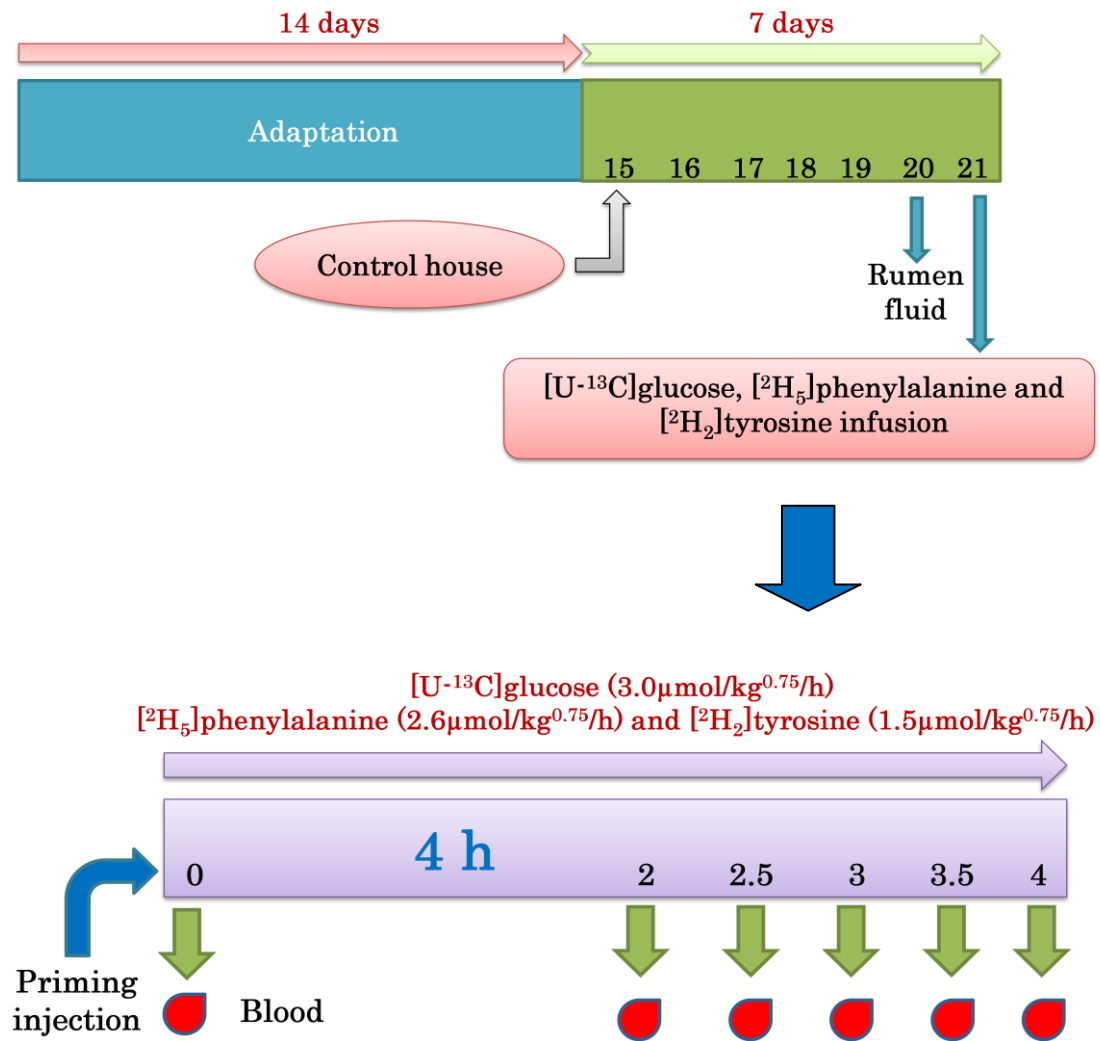 14 days
7 days
Adaptation
15 16 17 18 19 20 21
Control house
Rumen
fluid
[U-¹³C]glucose, [²H₅]phenylalanine and
[²H₂]tyrosine infusion
[U-¹³C]glucose (3.0µmol/kg⁰·⁷⁵/h)
[²H₅]phenylalanine (2.6µmol/kg⁰·⁷⁵/h) and [²H₂]tyrosine (1.5µmol/kg⁰·⁷⁵/h)
4 h
0 2 2.5 3 3.5 4
Priming
injection
Blood